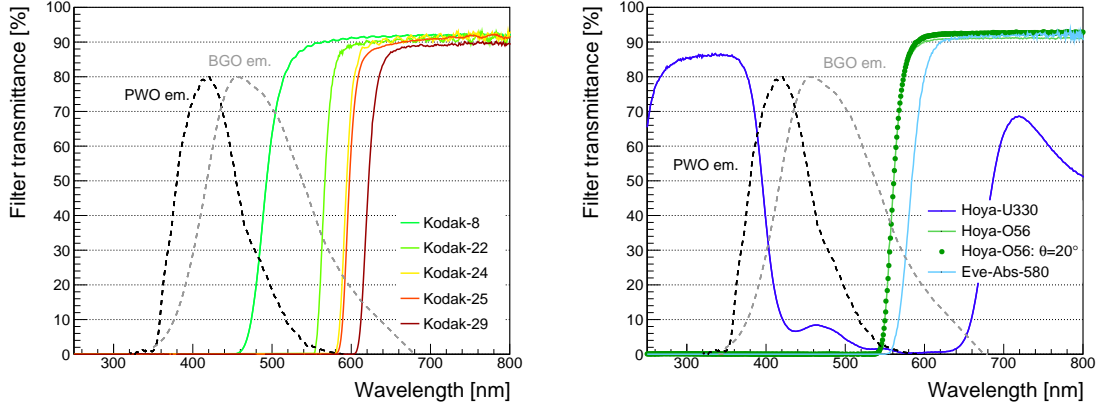 Filter transmittance [%]
100
90
80
70
60
50
40
30
20
10
0
300 400 500 600 700 800
Wavelength [nm]
BGO em.
PWO em.
Kodak-8
Kodak-22
Kodak-24
Kodak-25
Kodak-29
Filter transmittance [%]
100
90
80
70
60
50
40
30
20
10
0
300 400 500 600 700 800
Wavelength [nm]
BGO em.
PWO em.
Hoya-U330
Hoya-O56
Hoya-O56: θ=20°
Eve-Abs-580